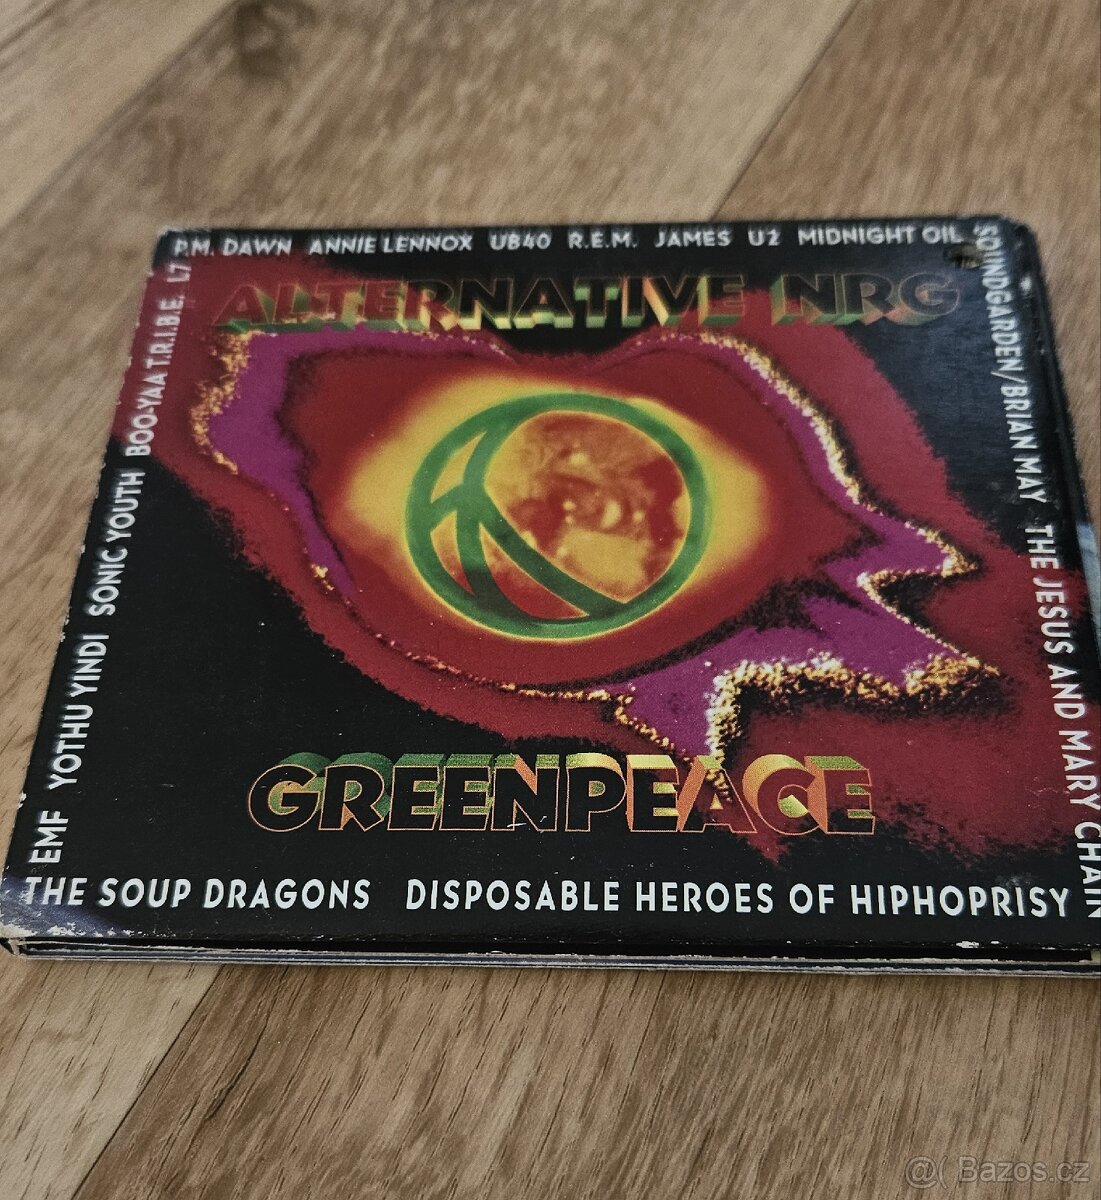 P.M. DAWN ANNIE LENNOX UB40 R.E.M. JAMES U2 MIDNIGHT OIL
SOUNDGARDEN/BRIAN MAY THE JESUS AND MARY CHAIN
ALTERNATIVE NRG
GREENPEACE
EMF YOTHU YINDI SONIC YOUTH BOO-YAA T.R.I.B.E. L7
THE SOUP DRAGONS DISPOSABLE HEROES OF HIPHOPRISY
@( Bazos.cz